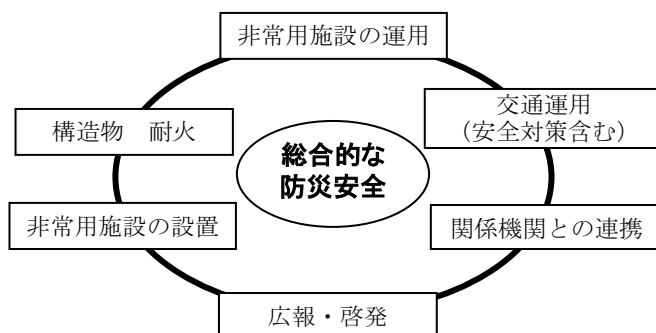 非常用施設の運用
交通運用
(安全対策含む)
構造物　耐火
総合的な
防災安全
非常用施設の設置
関係機関との連携
広報・啓発